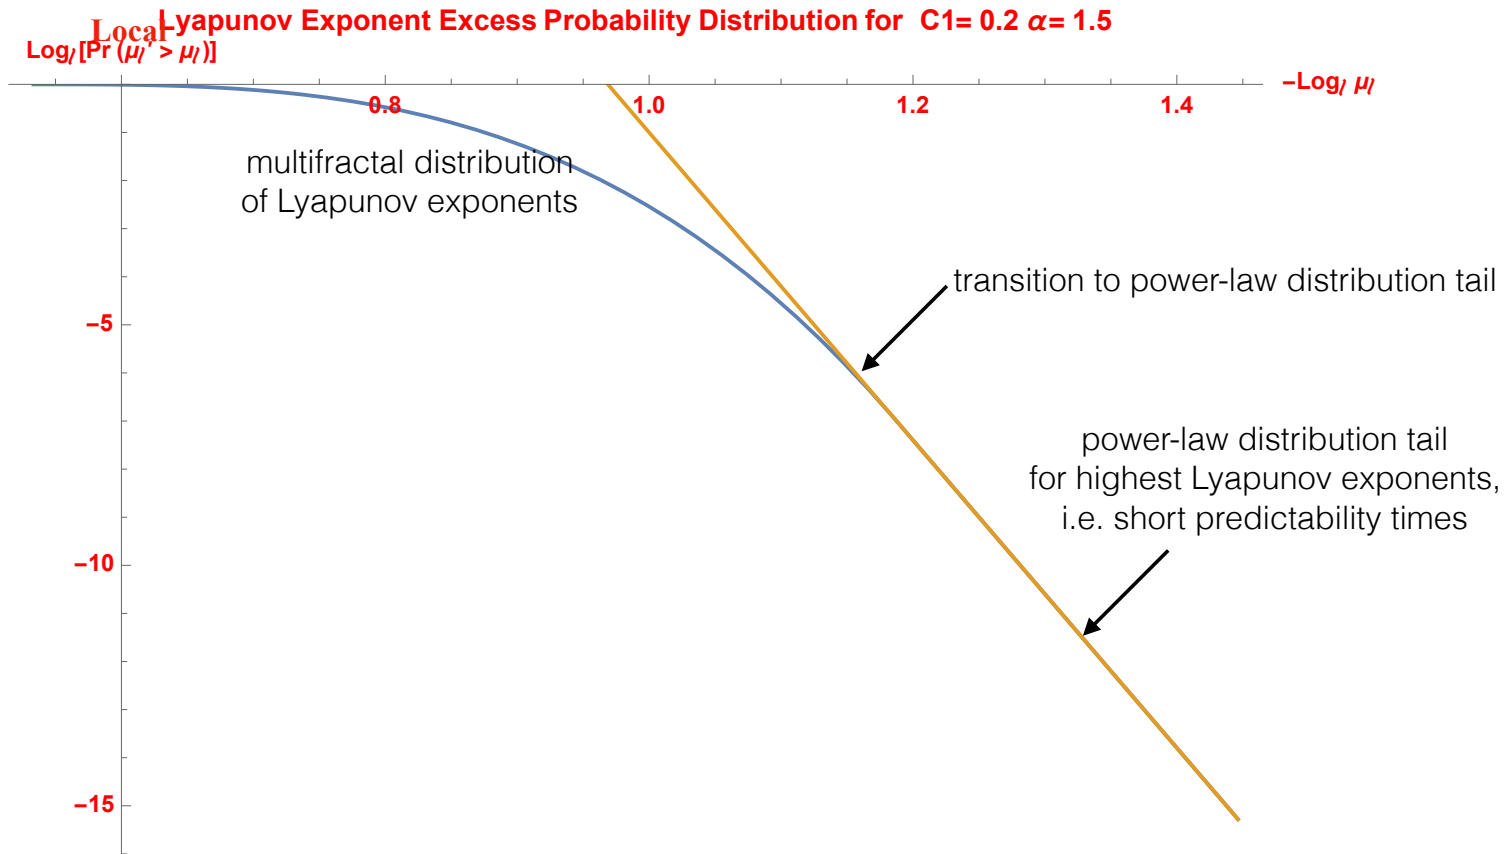 Local
Lyapunov Exponent Excess Probability Distribution for C1= 0.2 α= 1.5
Logℓ [Pr (μℓ' > μℓ)]
−Logℓ μℓ
0.8
1.0
1.2
1.4
multifractal distribution
of Lyapunov exponents
transition to power-law distribution tail
−5
power-law distribution tail
for highest Lyapunov exponents,
i.e. short predictability times
−10
−15